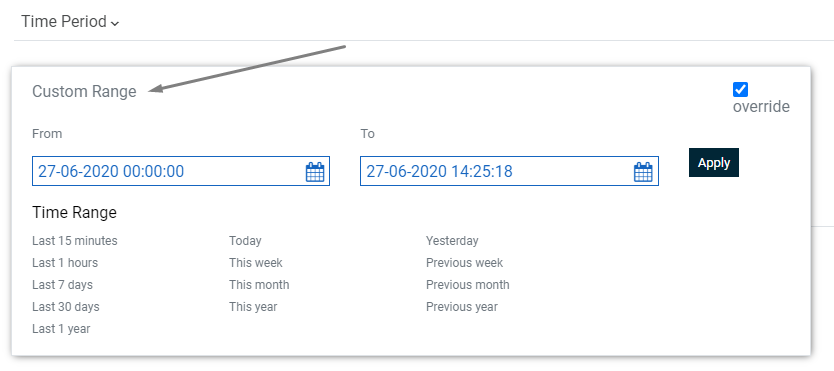 Time Period
Custom Range
override
From To
27-06-2020 00:00:00 27-06-2020 14:25:18 Apply
Time Range
Last 15 minutes Today Yesterday
Last 1 hours This week Previous week
Last 7 days This month Previous month
Last 30 days This year Previous year
Last 1 year